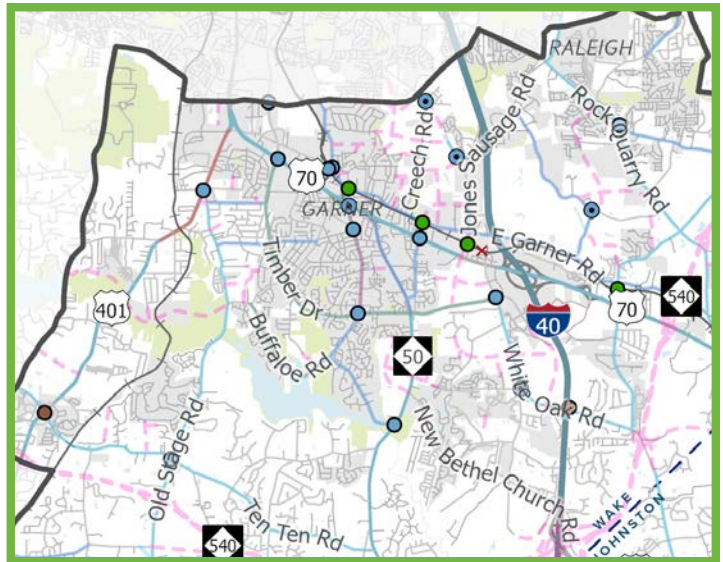 RALEIGH
Rock Quarry Rd
Jones Sausage Rd
Creech Rd
70
GARNER
E Garner Rd
Timber Dr
540
401
70
40
Buffaloe Rd
50
White Oak Rd
Old Stage Rd
New Bethel Church Rd
WAKE
JOHNSTON
Ten Ten Rd
540